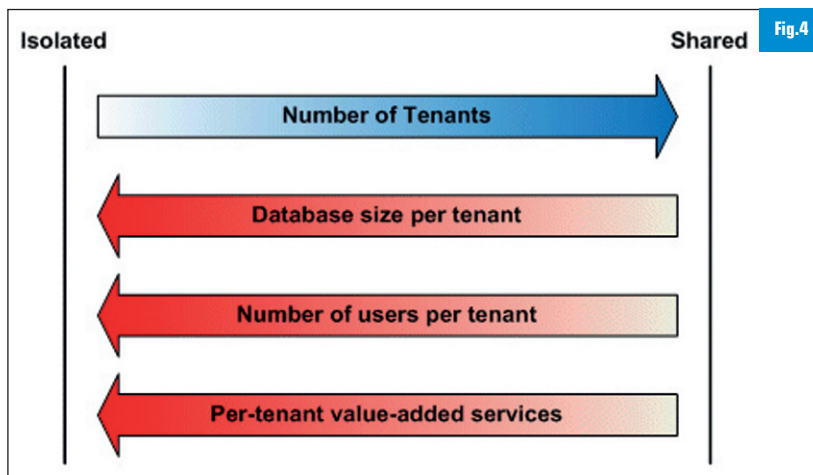 Fig.4
Isolated
Shared
Number of Tenants
Database size per tenant
Number of users per tenant
Per-tenant value-added services